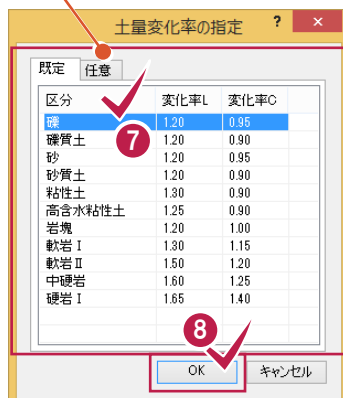 土量変化率の指定 ? ×
既定 任意
区分 変化率L 変化率C
礫 1.20 0.95
礫質土 1.20 0.90
砂 1.20 0.95
砂質土 1.20 0.90
粘性土 1.30 0.90
高含水粘性土 1.25 0.90
岩塊 1.20 1.00
軟岩Ⅰ 1.30 1.15
軟岩Ⅱ 1.50 1.20
中硬岩 1.60 1.25
硬岩Ⅰ 1.65 1.40
7
8
OK キャンセル